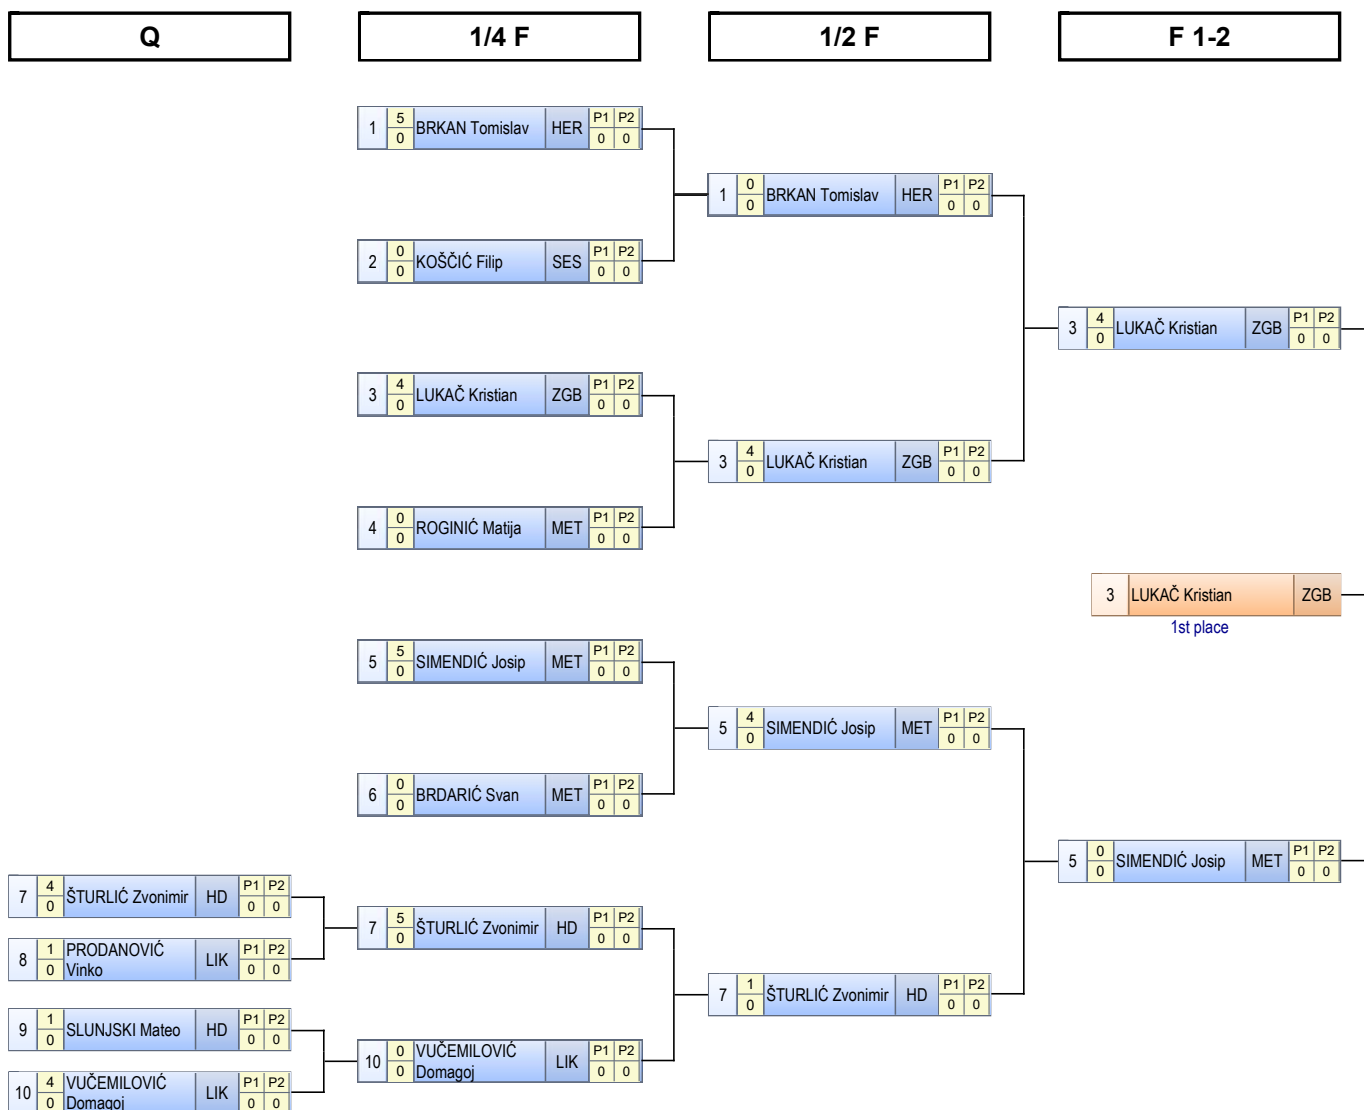 Q 1/4 F 1/2 F F 1-2
1 5 0 BRKAN Tomislav HER P1 P2 0 0
1 0 0 BRKAN Tomislav HER P1 P2 0 0
2 0 0 KOŠČIĆ Filip SES P1 P2 0 0
3 4 0 LUKAČ Kristian ZGB P1 P2 0 0
3 4 0 LUKAČ Kristian ZGB P1 P2 0 0
3 4 0 LUKAČ Kristian ZGB P1 P2 0 0
4 0 0 ROGINIĆ Matija MET P1 P2 0 0
3 LUKAČ Kristian ZGB
1st place
5 5 0 SIMENDIĆ Josip MET P1 P2 0 0
5 4 0 SIMENDIĆ Josip MET P1 P2 0 0
6 0 0 BRDARIĆ Svan MET P1 P2 0 0
5 0 0 SIMENDIĆ Josip MET P1 P2 0 0
7 4 0 ŠTURLIĆ Zvonimir HD P1 P2 0 0
7 5 0 ŠTURLIĆ Zvonimir HD P1 P2 0 0
8 1 0 PRODANOVIĆ Vinko LIK P1 P2 0 0
7 1 0 ŠTURLIĆ Zvonimir HD P1 P2 0 0
9 1 0 SLUNJSKI Mateo HD P1 P2 0 0
10 0 0 VUČEMILOVIĆ Domagoj LIK P1 P2 0 0
10 4 0 VUČEMILOVIĆ Domagoj LIK P1 P2 0 0